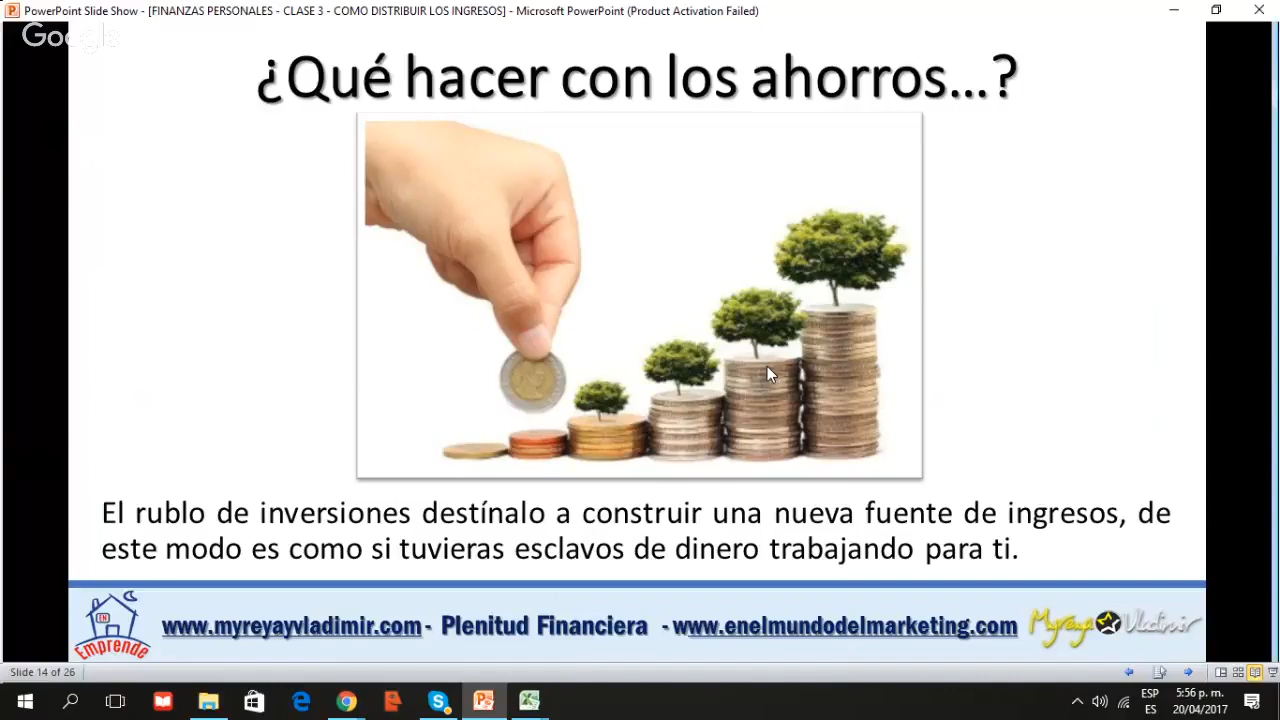 PowerPoint Slide Show - [FINANZAS PERSONALES - CLASE 3 - COMO DISTRIBUIR LOS INGRESOS] - Microsoft PowerPoint (Product Activation Failed)
Google
¿Qué hacer con los ahorros...?
El rublo de inversiones destínalo a construir una nueva fuente de ingresos, de
este modo es como si tuvieras esclavos de dinero trabajando para ti.
EN
Emprende
www.myreyayvladimir.com - Plenitud Financiera - www.enelmundodelmarketing.com
Myreya Vladimir
Slide 14 of 26
ESP
ES
5:56 p. m.
20/04/2017